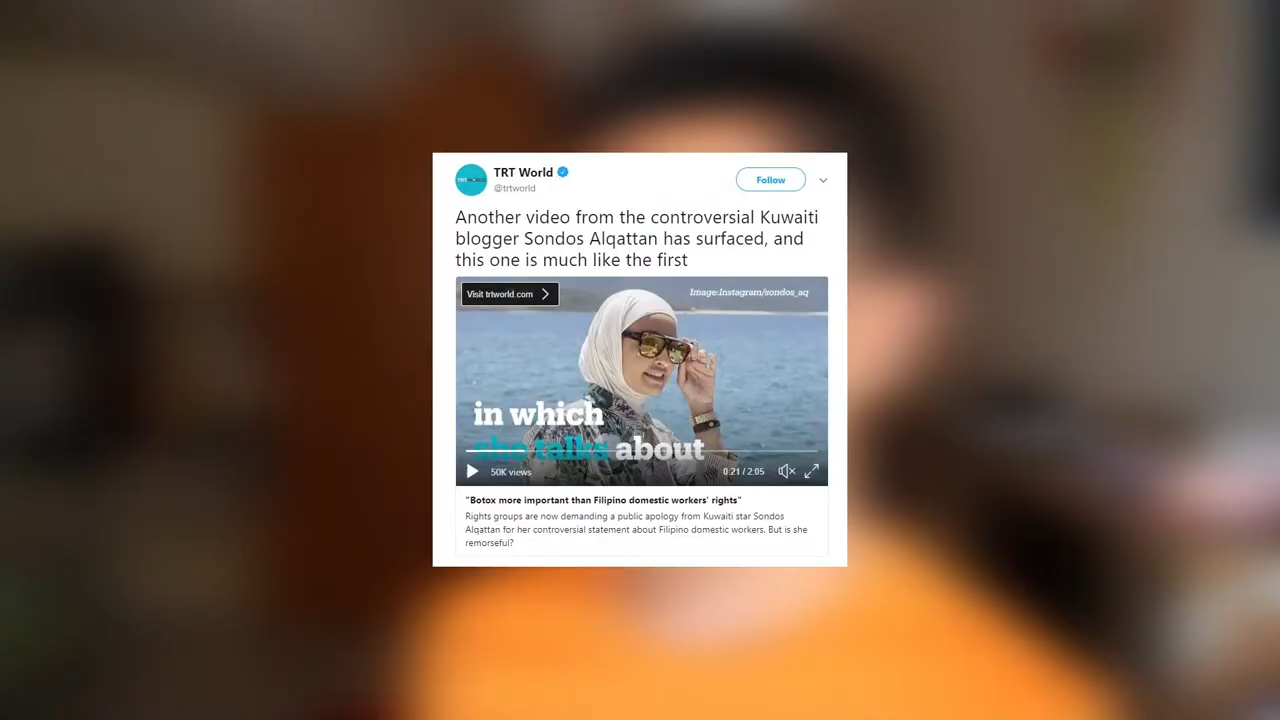 TRT World
@trtworld
Follow
Another video from the controversial Kuwaiti
blogger Sondos Alqattan has surfaced, and
this one is much like the first
Visit trtworld.com
Image:Instagram/sondos_aq
in which
she talks about
50K views
0:21 / 2:05
"Botox more important than Filipino domestic workers' rights"
Rights groups are now demanding a public apology from Kuwaiti star Sondos
Alqattan for her controversial statement about Filipino domestic workers. But is she
remorseful?